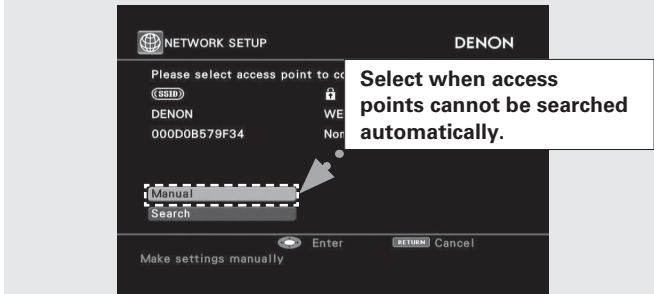 NETWORK SETUP DENON
Please select access point to co
SSID
DENON WE
000D0B579F34 Non
Select when access
points cannot be searched
automatically.
Manual
Search
Enter RETURN Cancel
Make settings manually